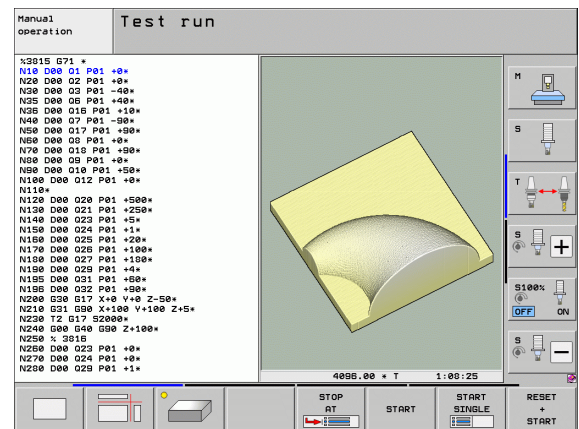 Manual
operation
Test run
%3815 G71 *
N10 D00 Q1 P01 +0*
N20 D00 Q2 P01 +0*
N30 D00 Q3 P01 -40*
N35 D00 Q6 P01 +40*
N36 D00 Q16 P01 +10*
N40 D00 Q7 P01 -90*
N50 D00 Q17 P01 +90*
N60 D00 Q8 P01 +0*
N70 D00 Q18 P01 +90*
N80 D00 Q9 P01 +0*
N90 D00 Q10 P01 +50*
N100 D00 Q12 P01 +0*
N110*
N120 D00 Q20 P01 +500*
N130 D00 Q21 P01 +250*
N140 D00 Q23 P01 +5*
N150 D00 Q24 P01 +1*
N160 D00 Q25 P01 +20*
N170 D00 Q26 P01 +100*
N180 D00 Q27 P01 +180*
N190 D00 Q29 P01 +4*
N195 D00 Q31 P01 +60*
N196 D00 Q32 P01 +90*
N200 G30 G17 X+0 Y+0 Z-50*
N210 G31 G90 X+100 Y+100 Z+5*
N230 T2 G17 S2000*
N240 G00 G40 G90 Z+100*
N250 % 3816
N260 D00 Q23 P01 +0*
N270 D00 Q24 P01 +0*
N280 D00 Q29 P01 +1*
4096.00 * T 1:08:25
M
S
T
S
S100%
OFF ON
S
STOP
AT
START
START
SINGLE
RESET
+
START